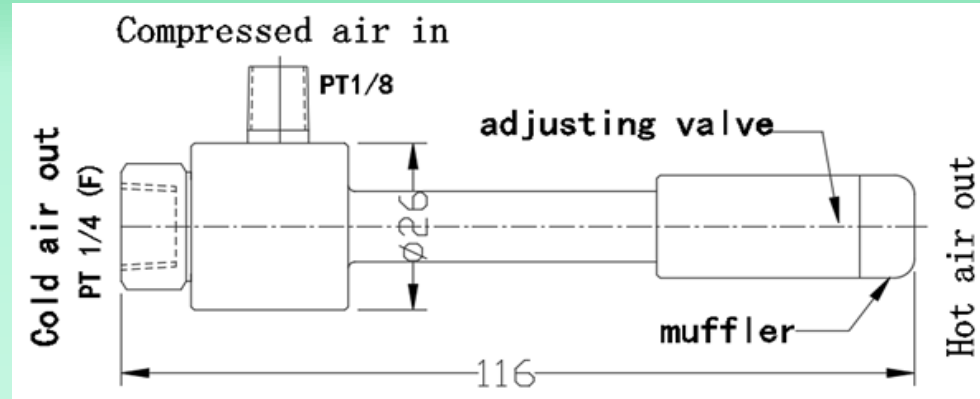 Compressed air in
PT1/8
adjusting valve
Cold air out
PT 1/4 (F)
ø26
Hot air out
muffler
116